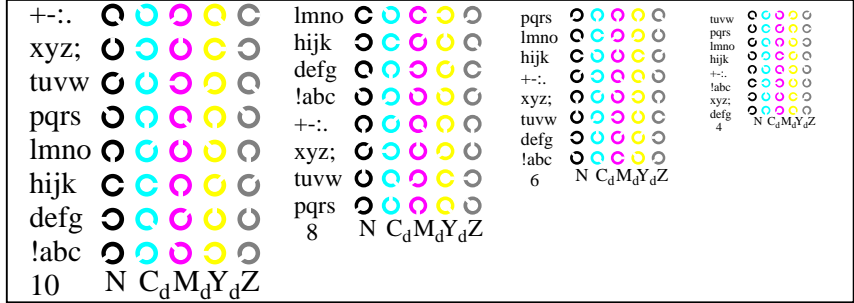 +-:.
xyz;
tuvw
pqrs
lmno
hijk
defg
!abc
10 N CdMdYdZ
lmno
hijk
defg
!abc
+-:.
xyz;
tuvw
pqrs
8 N CdMdYdZ
pqrs
lmno
hijk
+-:.
xyz;
tuvw
defg
!abc
6 N CdMdYdZ
tuvw
pqrs
lmno
hijk
+-:.
!abc
xyz;
defg
N CdMdYdZ
4